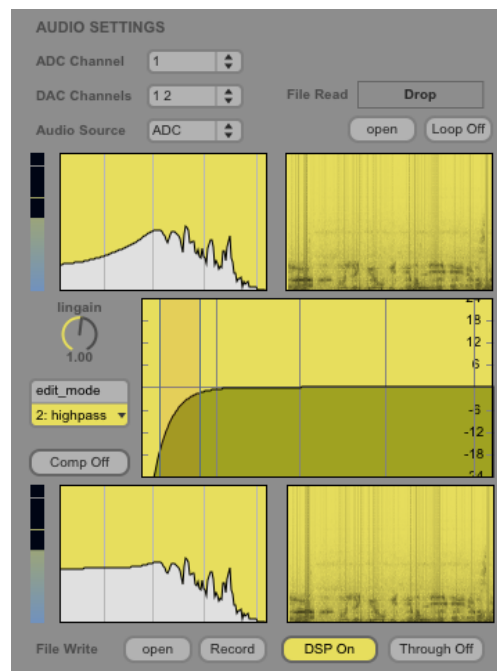 AUDIO SETTINGS
ADC Channel 1
DAC Channels 1 2 File Read Drop
Audio Source ADC open Loop Off
lingain
1.00
24
18
12
6
edit_mode
2: highpass
-6
-12
-18
Comp Off
24
File Write open Record DSP On Through Off